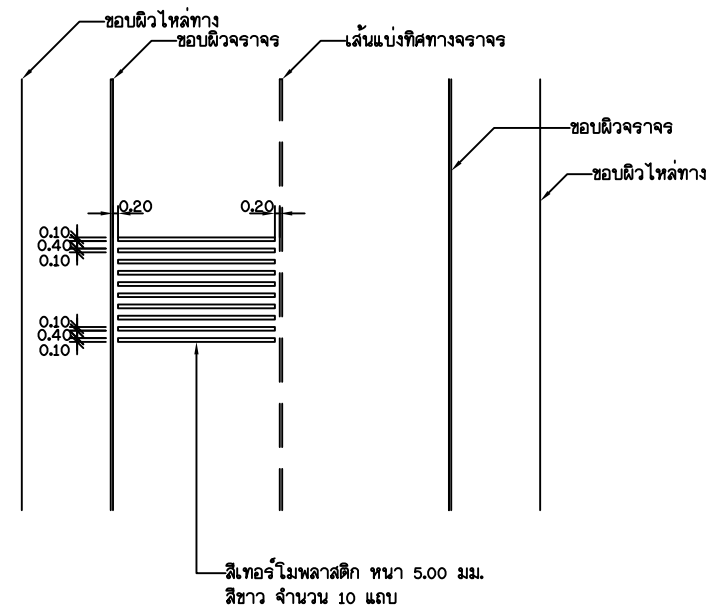 ขอบผิวไหล่ทาง
ขอบผิวจราจร
เส้นแบ่งทิศทางจราจร
ขอบผิวจราจร
ขอบผิวไหล่ทาง
0.20
0.20
0.10
0.40
0.10
0.10
0.40
0.10
สีเทอร์โมพลาสติก หนา 5.00 มม.
สีขาว จำนวน 10 แถบ